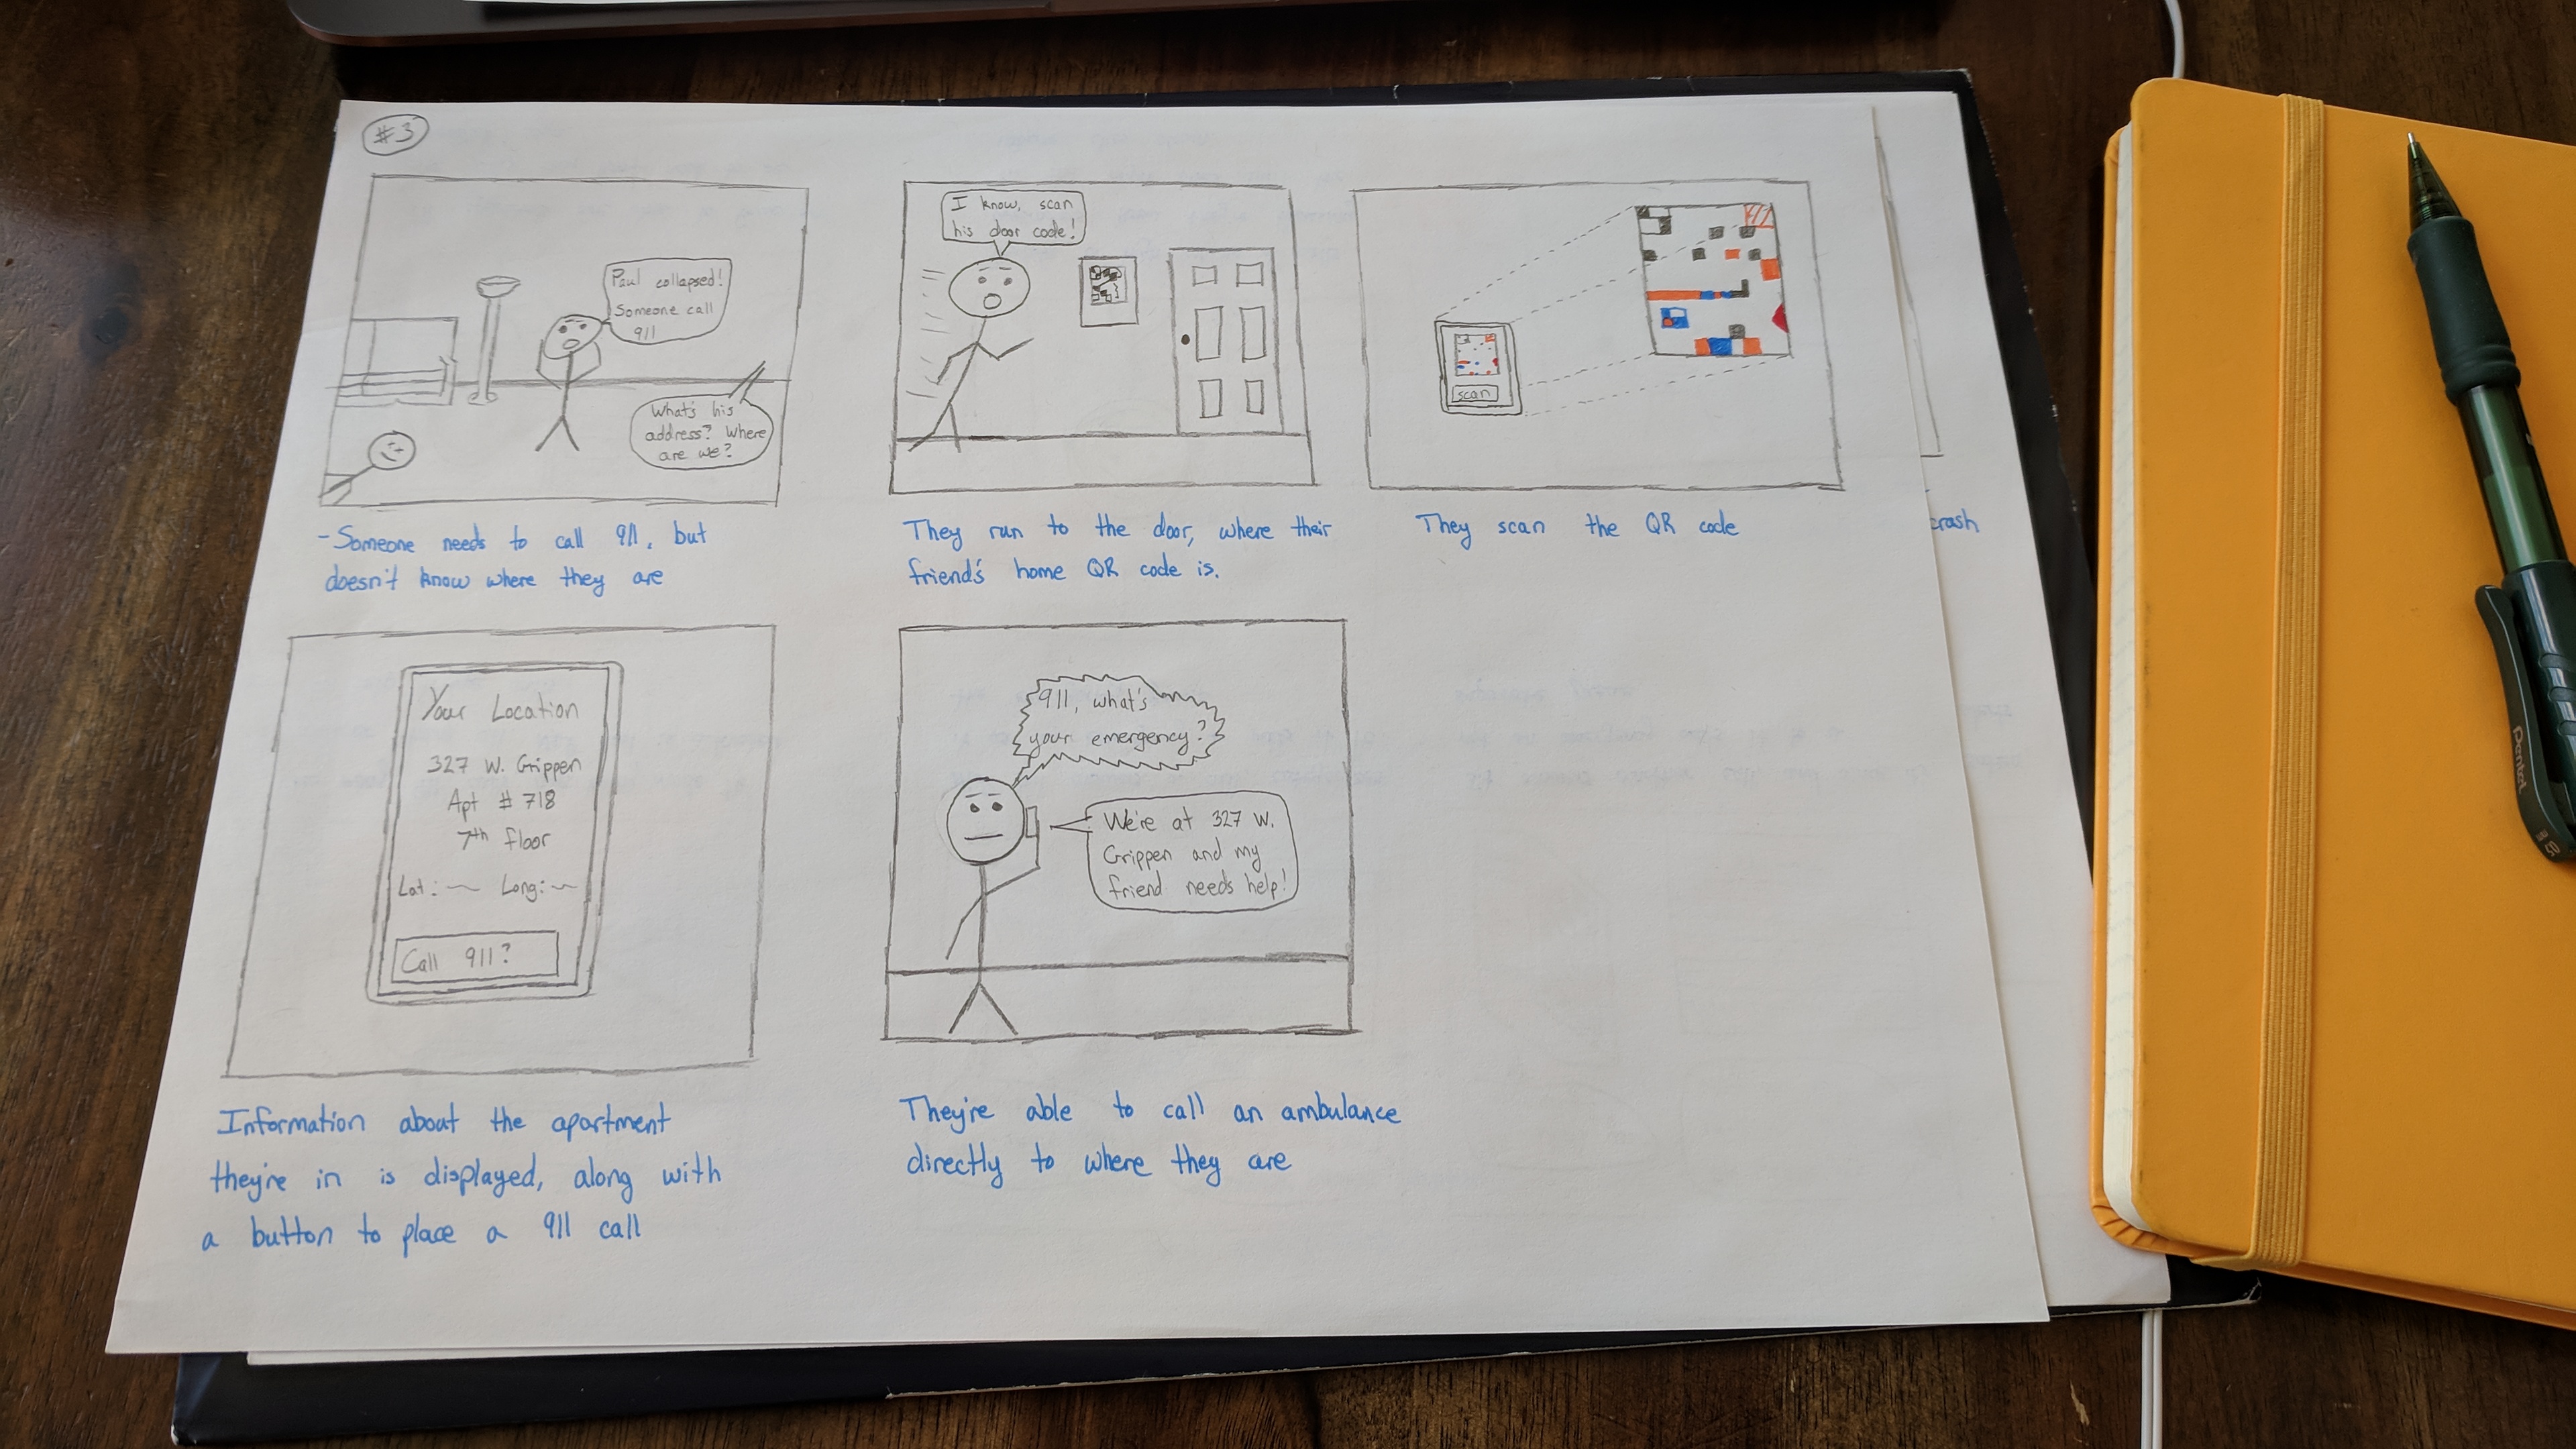 #3
Paul collapsed!
Someone call
911
What's his
address? Where
are we?
- Someone needs to call 911, but
doesn't know where they are
I know, scan
his door code!
They run to the door, where their
friend's home QR code is.
scan
They scan the QR code
crash
Your Location
327 W. Grippen
Apt # 718
7th floor
Lat: Long:
Call 911?
Information about the apartment
they're in is displayed, along with
a button to place a 911 call
911, what's
your emergency?
We're at 327 W.
Grippen and my
friend needs help!
They're able to call an ambulance
directly to where they are
Pentel